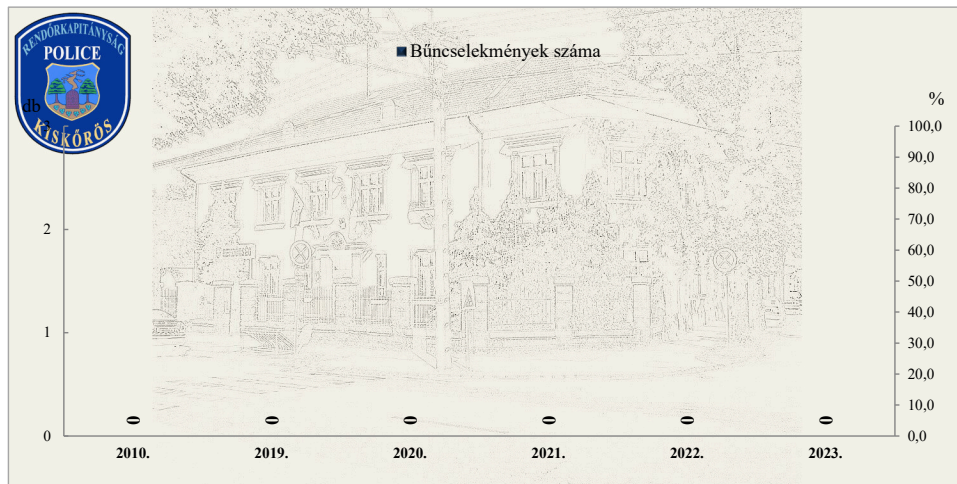 RENDŐRKAPITÁNYSÁG
POLICE
KISKŐRÖS
Bűncselekmények száma
db
%
3
2
1
0
100,0
90,0
80,0
70,0
60,0
50,0
40,0
30,0
20,0
10,0
0,0
0 0 0 0 0 0
2010. 2019. 2020. 2021. 2022. 2023.